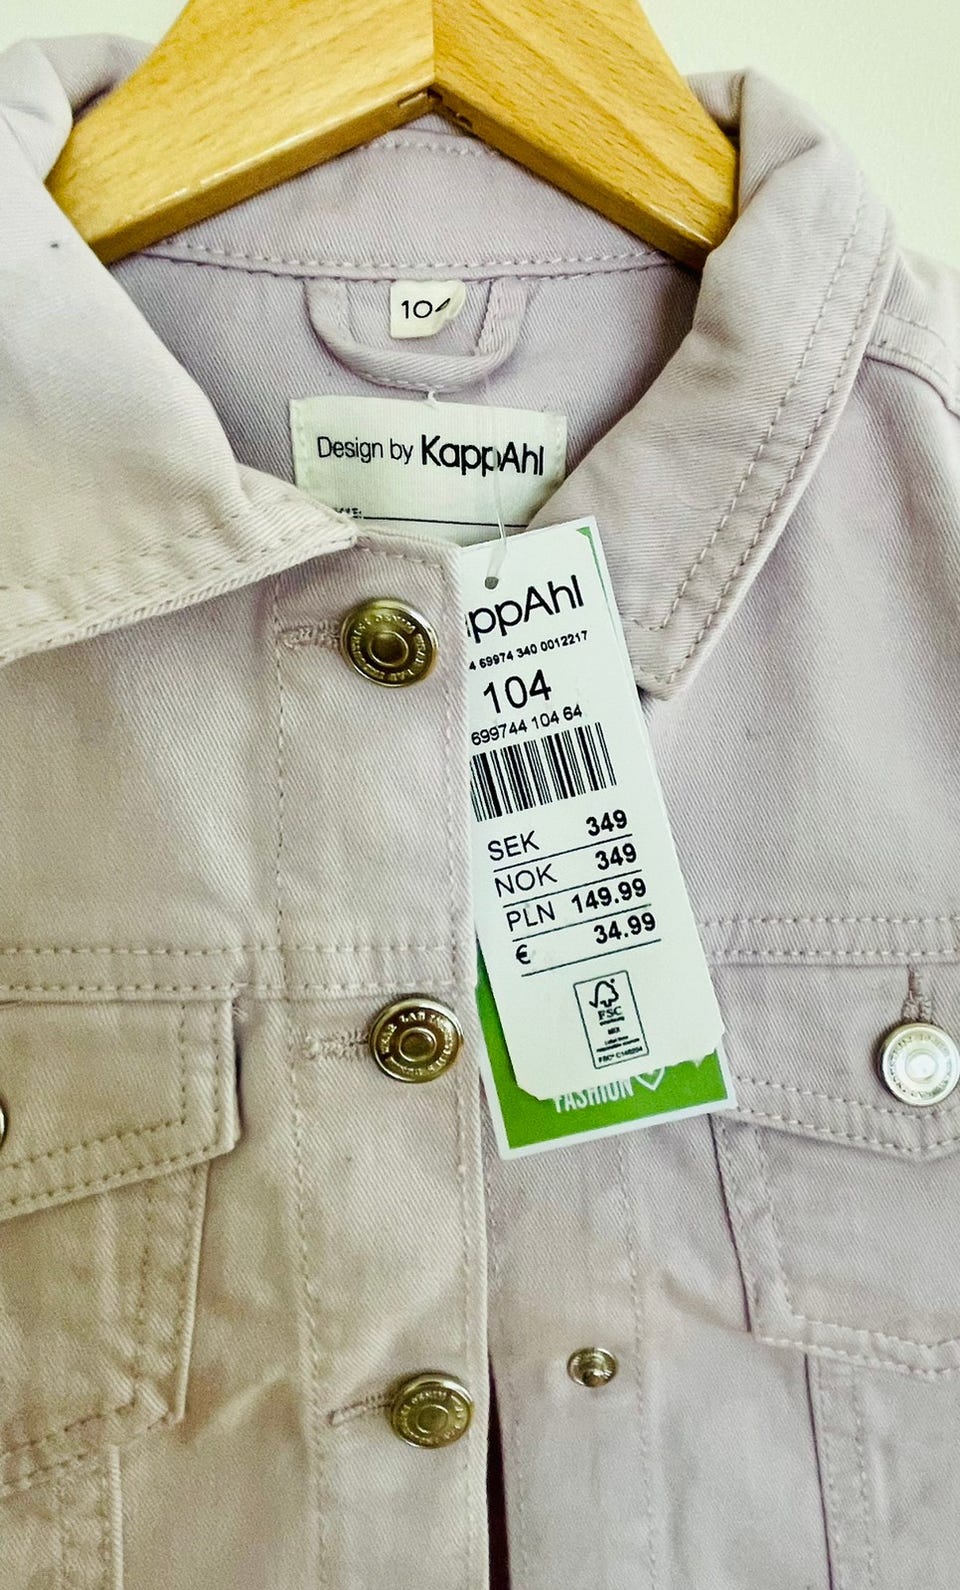 104
Design by KappAhl
ppAhl
4 69974 340 0012217
104
699744 104 64
SEK 349
NOK 349
PLN 149.99
€ 34.99
FSC
MIX
FASHION